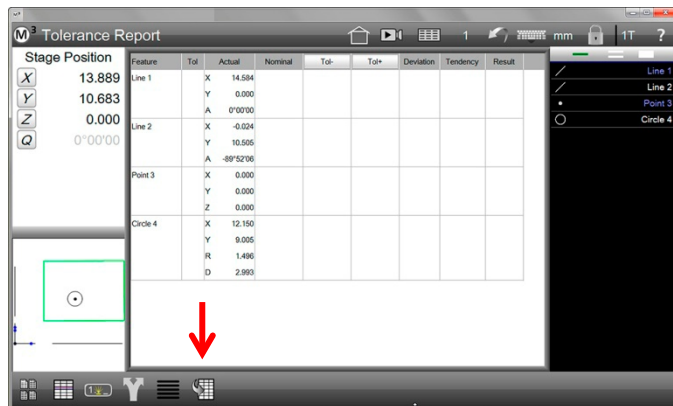 M³ Tolerance Report 1 mm 1T ?
Stage Position
X 13.889
Y 10.683
Z 0.000
Q 0°00'00
Feature Tol Actual Nominal Tol- Tol+ Deviation Tendency Result
Line 1 X 14.584
Y 0.000
A 0°00'00
Line 2 X -0.024
Y 10.505
A -89°52'06
Point 3 X 0.000
Y 0.000
Z 0.000
Circle 4 X 12.150
Y 9.005
R 1.496
D 2.993
Line 1
Line 2
Point 3
Circle 4
1